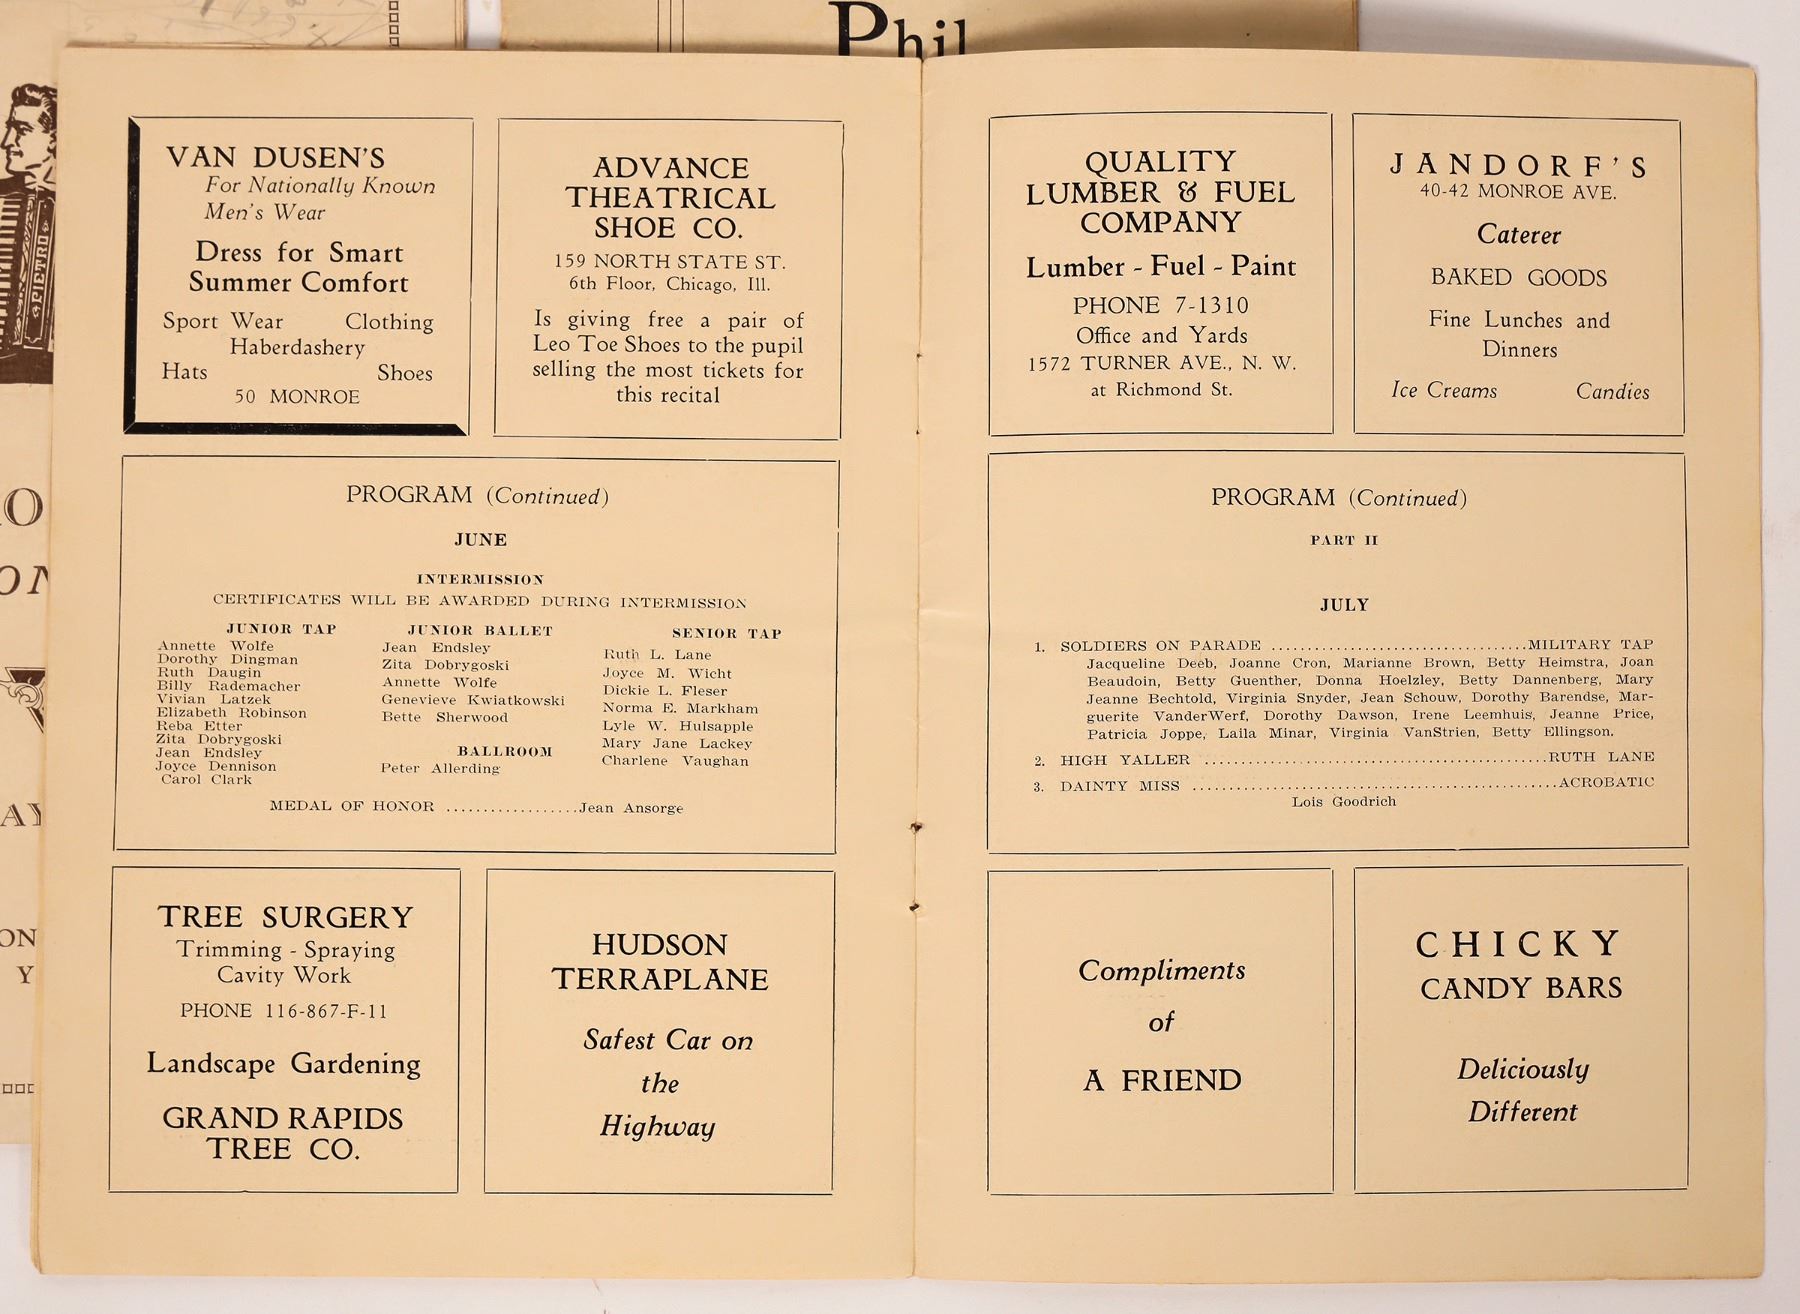 Phil
VAN DUSEN'S
For Nationally Known
Men's Wear
Dress for Smart
Summer Comfort
Sport Wear Clothing
Haberdashery
Hats Shoes
50 MONROE
ADVANCE
THEATRICAL
SHOE CO.
159 NORTH STATE ST.
6th Floor, Chicago, Ill.
Is giving free a pair of
Leo Toe Shoes to the pupil
selling the most tickets for
this recital
PROGRAM (Continued)
JUNE
INTERMISSION
CERTIFICATES WILL BE AWARDED DURING INTERMISSION
JUNIOR TAP
Annette Wolfe
Dorothy Dingman
Ruth Daugin
Billy Rademacher
Vivian Latzek
Elizabeth Robinson
Reba Etter
Zita Dobrygoski
Jean Endsley
Joyce Dennison
Carol Clark
JUNIOR BALLET
Jean Endsley
Zita Dobrygoski
Annette Wolfe
Genevieve Kwiatkowski
Bette Sherwood
BALLROOM
Peter Allerding
SENIOR TAP
Ruth L. Lane
Joyce M. Wicht
Dickie L. Fleser
Norma E. Markham
Lyle W. Hulsapple
Mary Jane Lackey
Charlene Vaughan
MEDAL OF HONOR ..................Jean Ansorge
TREE SURGERY
Trimming - Spraying
Cavity Work
PHONE 116-867-F-11
Landscape Gardening
GRAND RAPIDS
TREE CO.
HUDSON
TERRAPLANE
Safest Car on
the
Highway
QUALITY
LUMBER & FUEL
COMPANY
Lumber - Fuel - Paint
PHONE 7-1310
Office and Yards
1572 TURNER AVE., N. W.
at Richmond St.
JANDORF'S
40-42 MONROE AVE.
Caterer
BAKED GOODS
Fine Lunches and
Dinners
Ice Creams Candies
PROGRAM (Continued)
PART II
JULY
1. SOLDIERS ON PARADE ...................................MILITARY TAP
Jacqueline Deeb, Joanne Cron, Marianne Brown, Betty Heimstra, Joan
Beaudoin, Betty Guenther, Donna Hoelzley, Betty Dannenberg, Mary
Jeanne Bechtold, Virginia Snyder, Jean Schouw, Dorothy Barendse, Mar-
guerite VanderWerf, Dorothy Dawson, Irene Leemhuis, Jeanne Price,
Patricia Joppe, Laila Minar, Virginia VanStrien, Betty Ellingson.
2. HIGH YALLER ...............................................RUTH LANE
3. DAINTY MISS ..................................................ACROBATIC
Lois Goodrich
Compliments
of
A FRIEND
CHICKY
CANDY BARS
Deliciously
Different